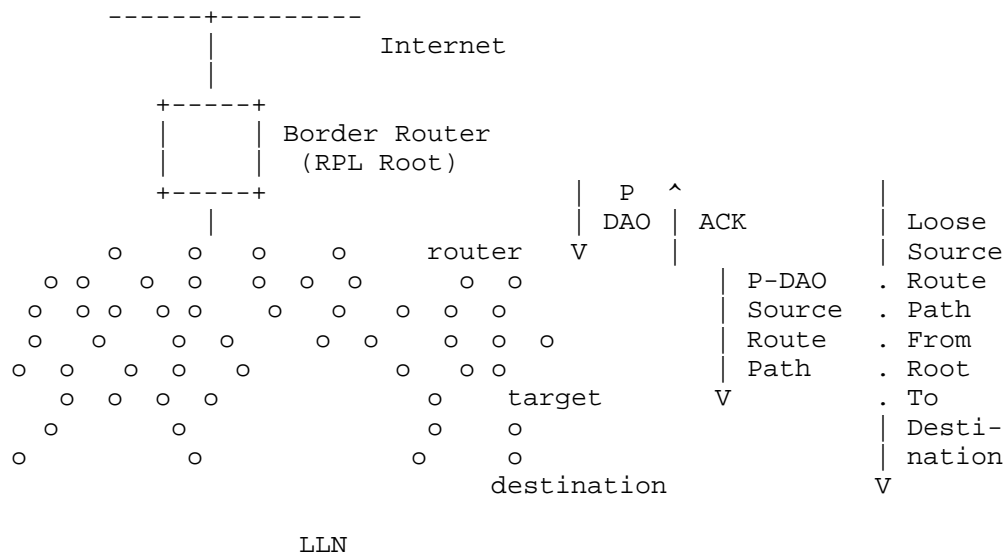 Internet
Border Router
(RPL Root)
P
DAO ACK Loose
router Source
P-DAO Route
Source Path
Route From
Path Root
target To
Desti-
nation
destination
LLN